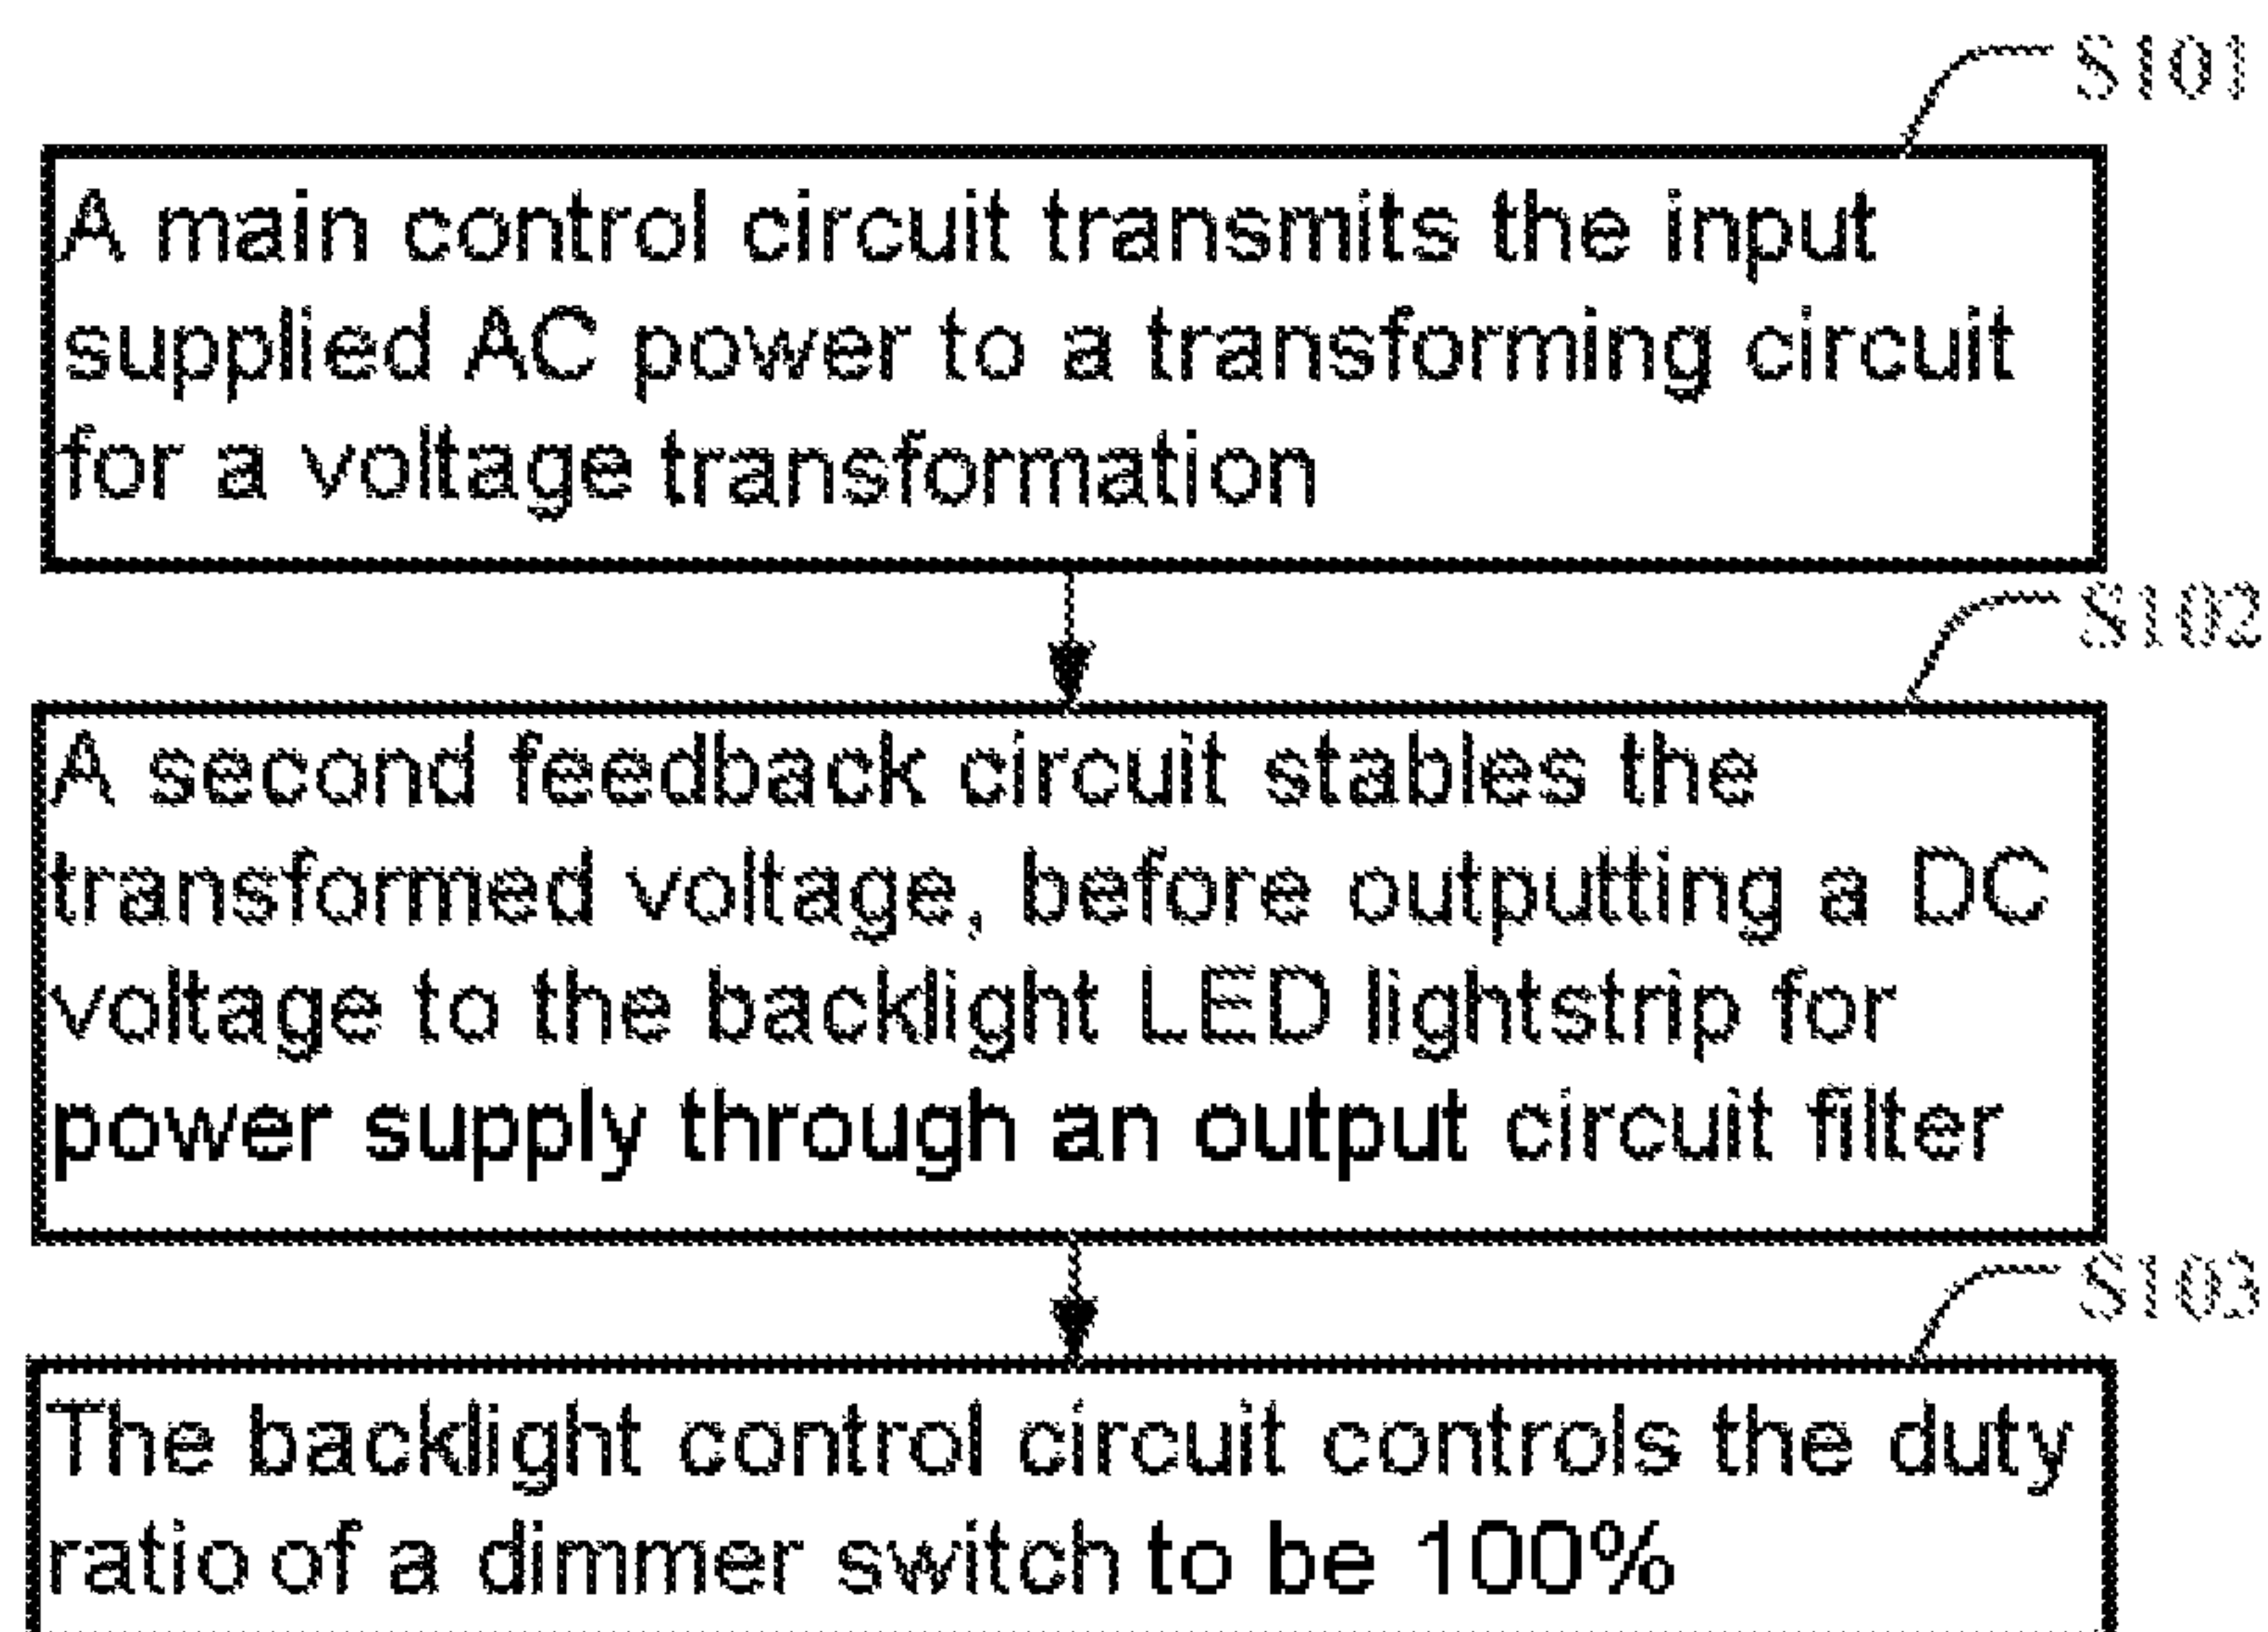 S101
A main control circuit transmits the input
supplied AC power to a transforming circuit
for a voltage transformation
S102
A second feedback circuit stables the
transformed voltage, before outputting a DC
voltage to the backlight LED lightstrip for
power supply through an output circuit filter
S103
The backlight control circuit controls the duty
ratio of a dimmer switch to be 100%